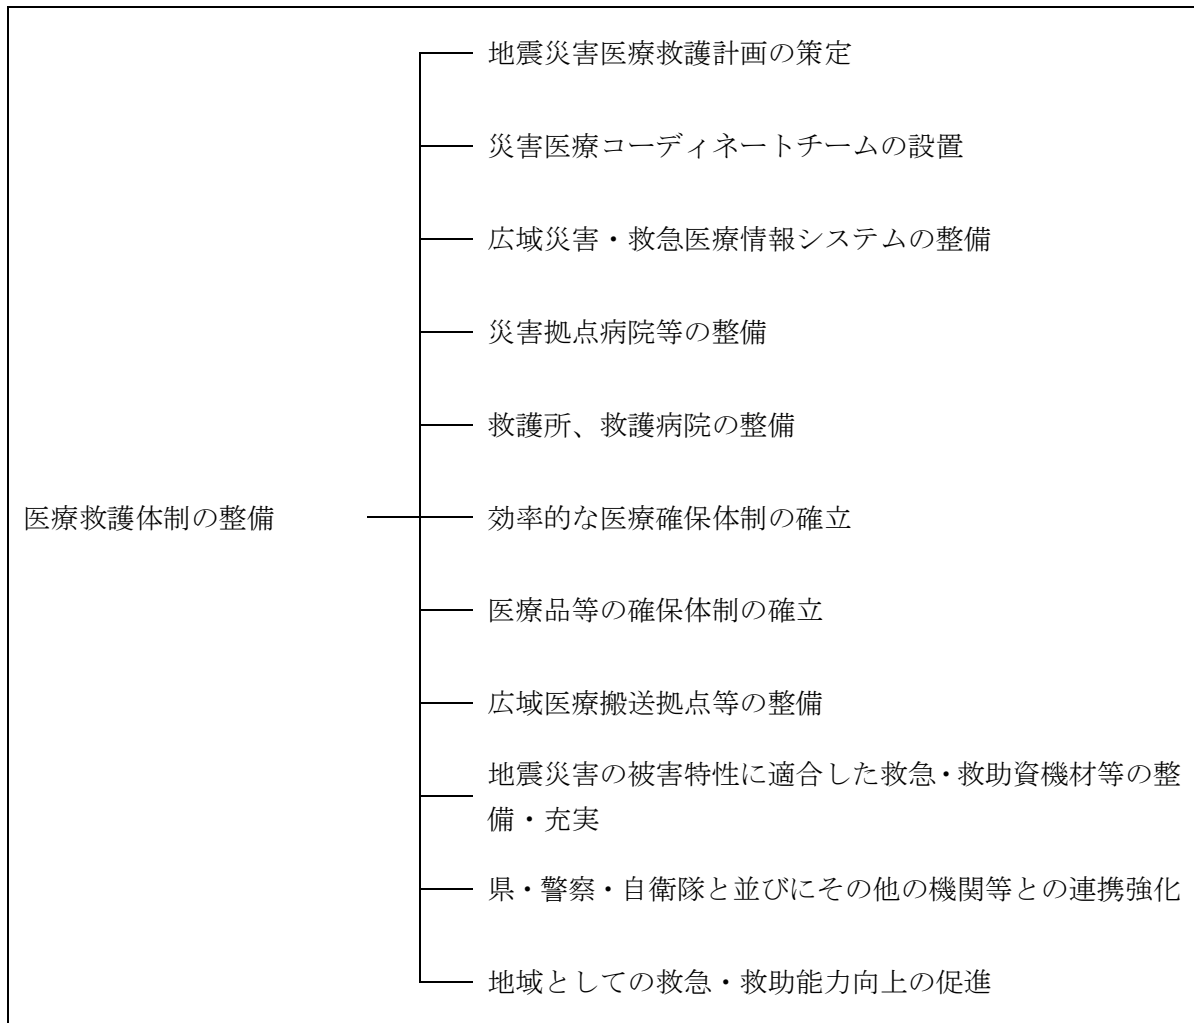 地震災害医療救護計画の策定
災害医療コーディネートチームの設置
広域災害・救急医療情報システムの整備
災害拠点病院等の整備
救護所、救護病院の整備
医療救護体制の整備
効率的な医療確保体制の確立
医療品等の確保体制の確立
広域医療搬送拠点等の整備
地震災害の被害特性に適合した救急・救助資機材等の整
備・充実
県・警察・自衛隊と並びにその他の機関等との連携強化
地域としての救急・救助能力向上の促進